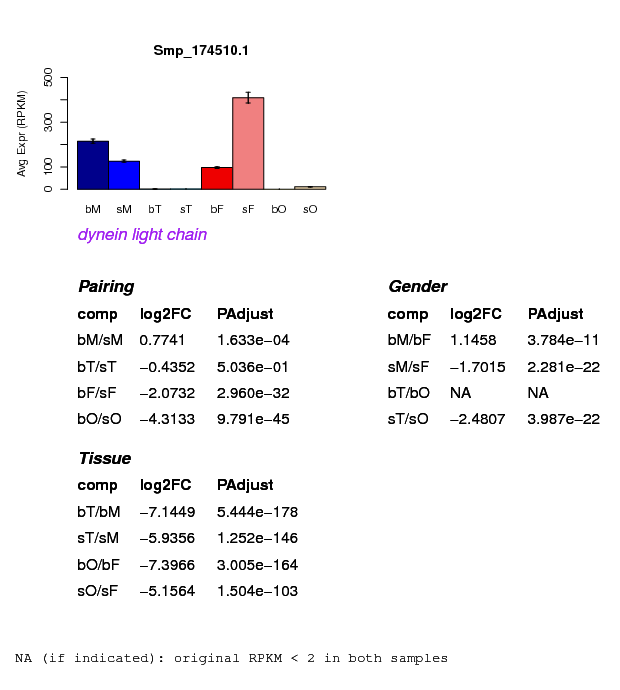 Smp_174510.1
Avg Expr (RPKM)
500
300
100
0
bM sM bT sT bF sF bO sO
dynein light chain
Pairing
comp log2FC PAdjust
bM/sM 0.7741 1.633e−04
bT/sT −0.4352 5.036e−01
bF/sF −2.0732 2.960e−32
bO/sO −4.3133 9.791e−45
Gender
comp log2FC PAdjust
bM/bF 1.1458 3.784e−11
sM/sF −1.7015 2.281e−22
bT/bO NA NA
sT/sO −2.4807 3.987e−22
Tissue
comp log2FC PAdjust
bT/bM −7.1449 5.444e−178
sT/sM −5.9356 1.252e−146
bO/bF −7.3966 3.005e−164
sO/sF −5.1564 1.504e−103
NA (if indicated): original RPKM < 2 in both samples